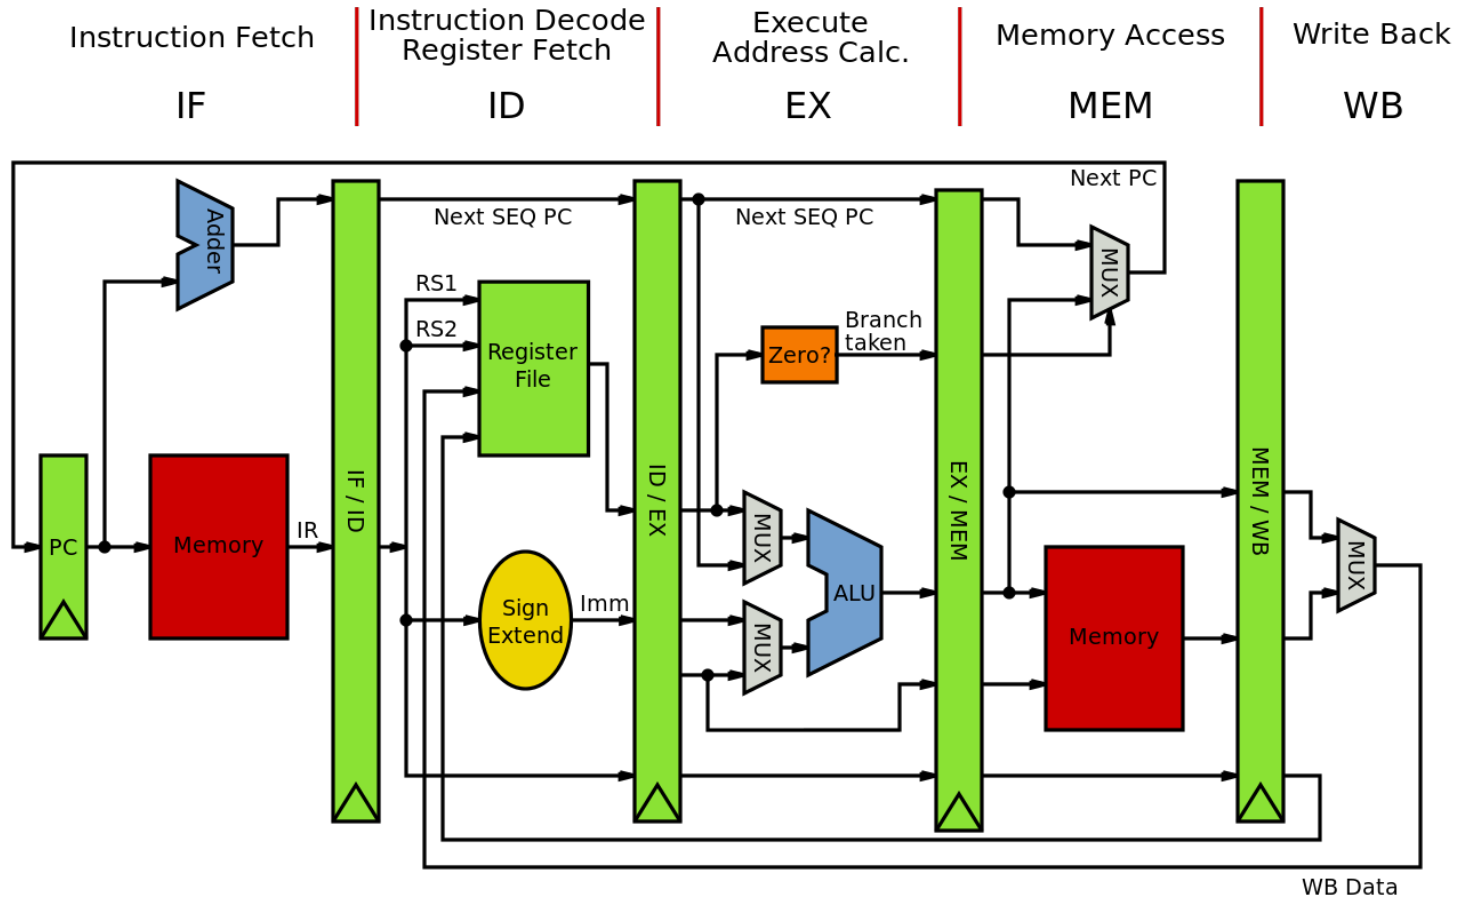 Instruction Fetch
Instruction Decode
Register Fetch
Execute
Address Calc.
Memory Access
Write Back
IF
ID
EX
MEM
WB
Next PC
Adder
Next SEQ PC
Next SEQ PC
MUX
RS1
RS2
Register
File
Zero?
Branch
taken
PC
Memory
IR
IF / ID
ID / EX
EX / MEM
MEM / WB
MUX
MUX
ALU
Sign
Extend
Imm
Memory
MUX
WB Data